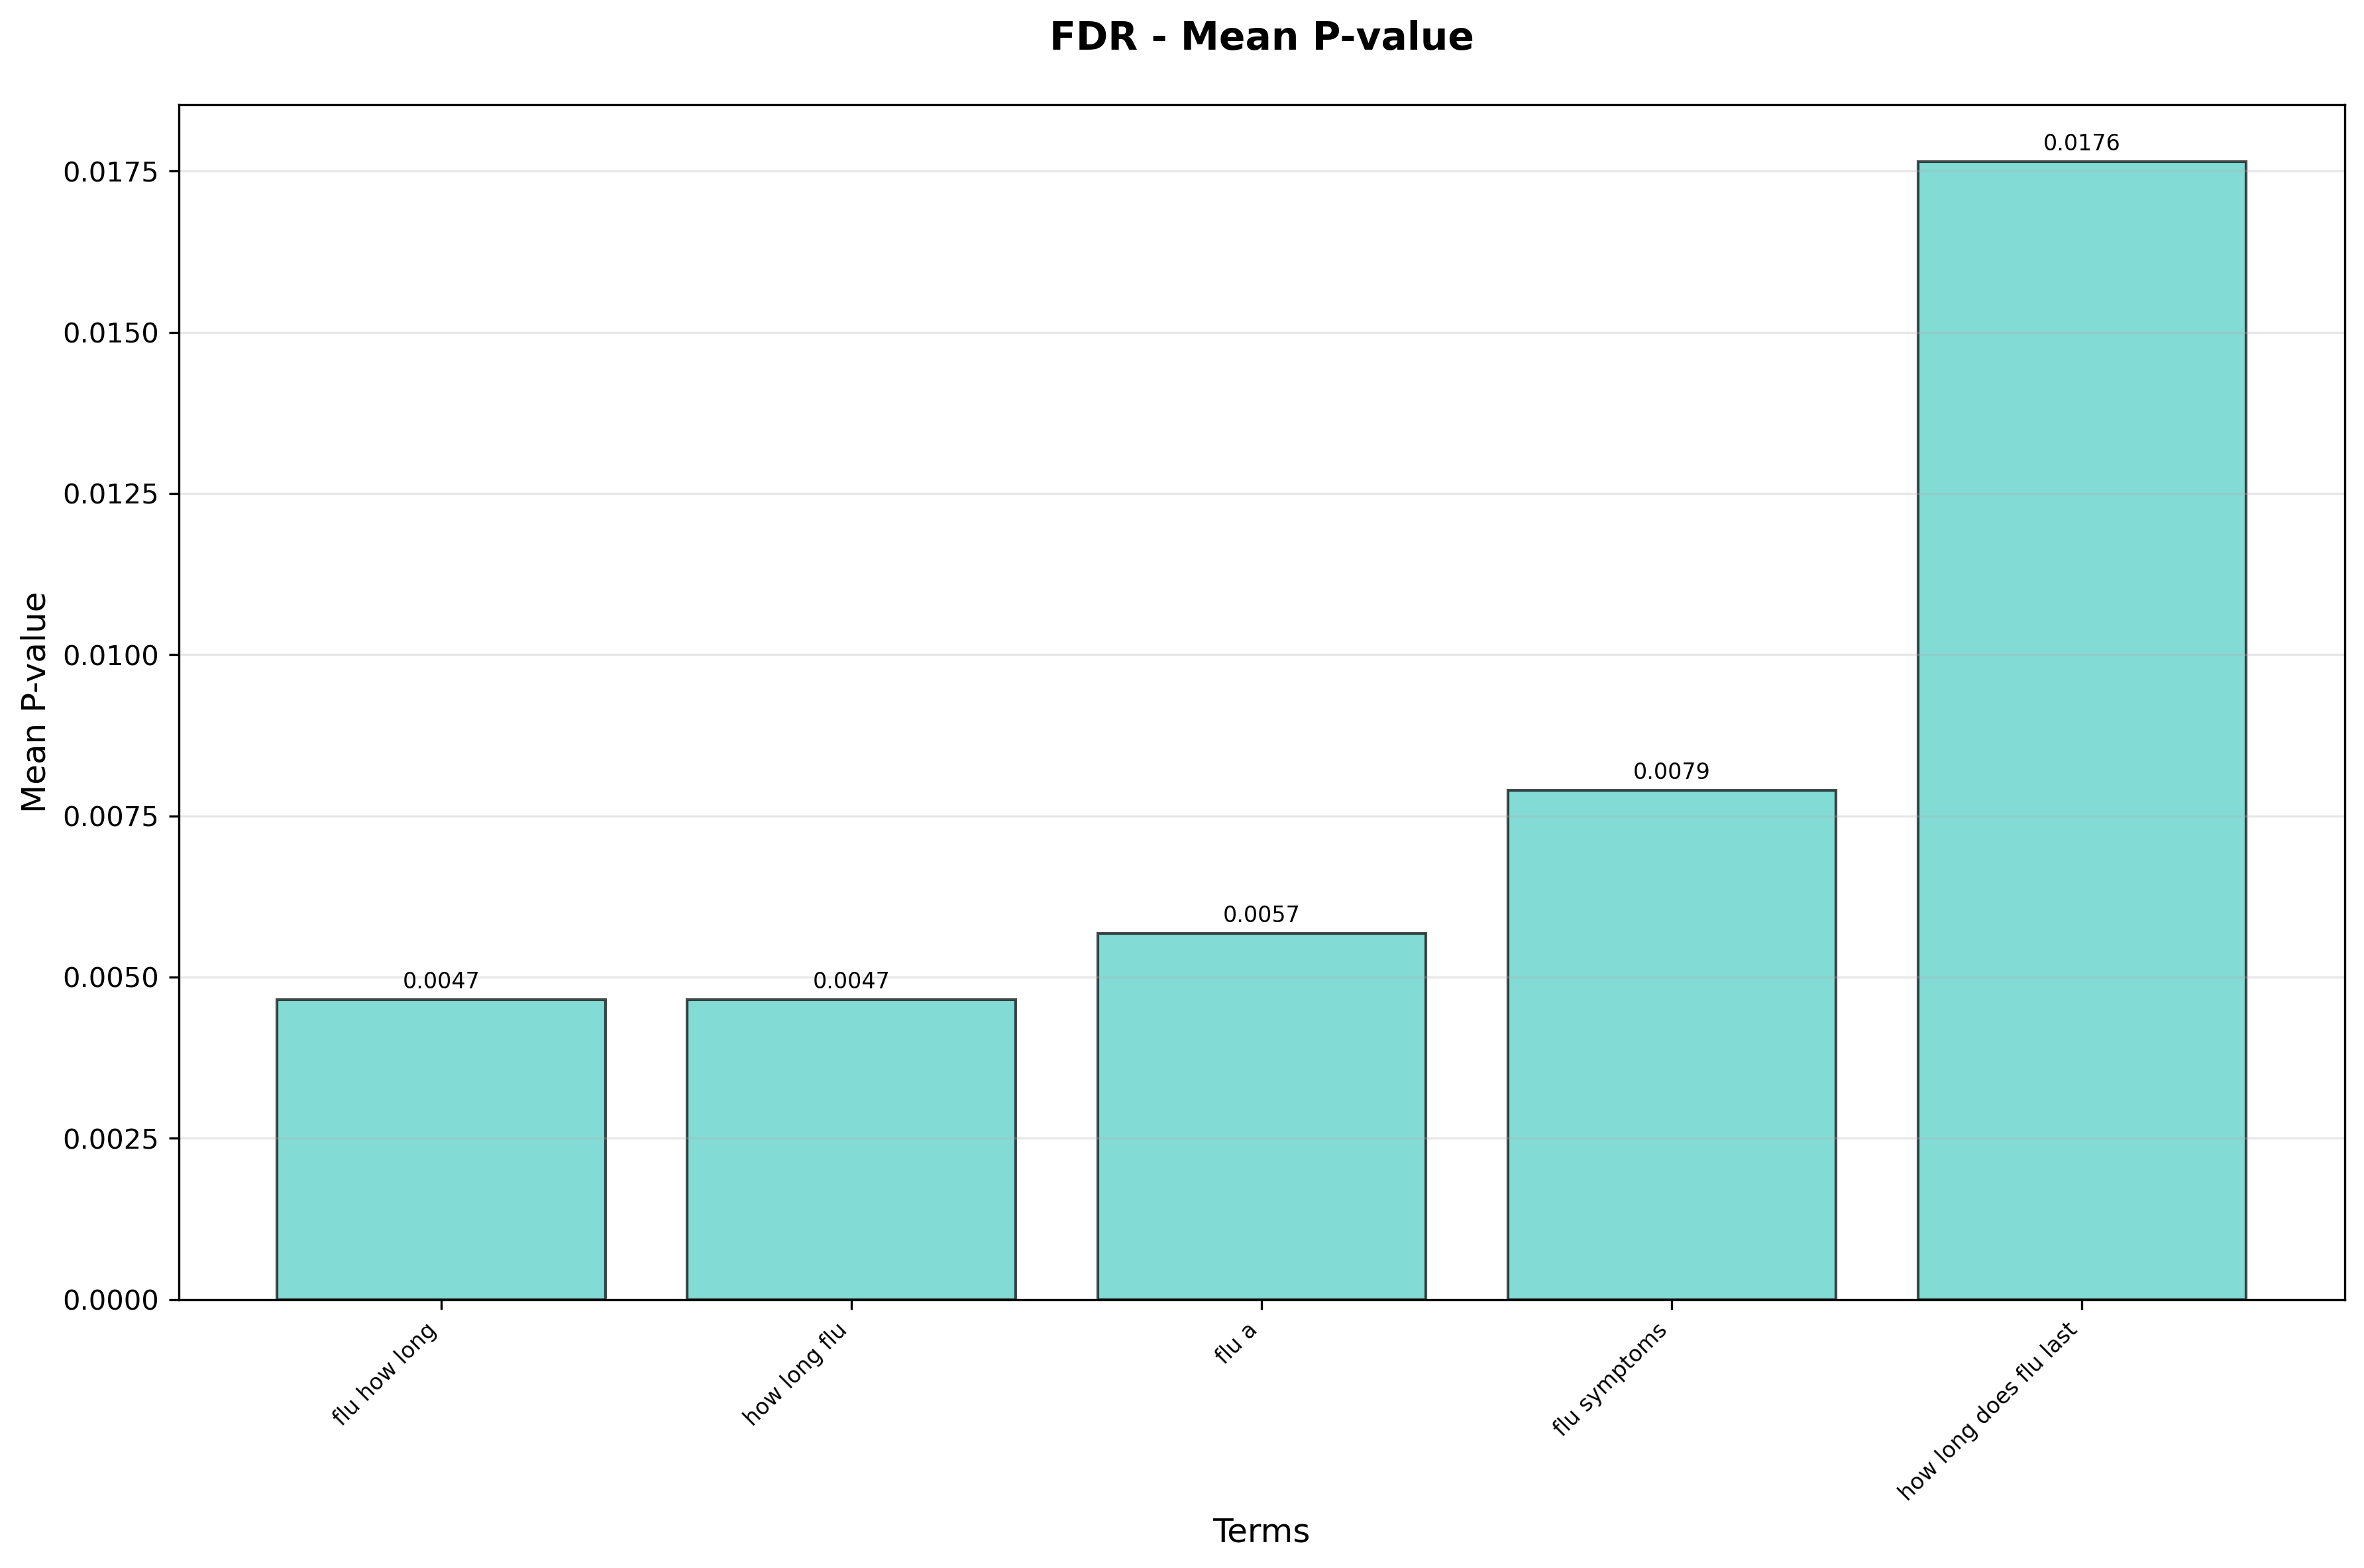 FDR - Mean P-value
Mean P-value
0.0175
0.0150
0.0125
0.0100
0.0075
0.0050
0.0025
0.0000
0.0047
0.0047
0.0057
0.0079
0.0176
flu how long
how long flu
flu a
flu symptoms
how long does flu last
Terms